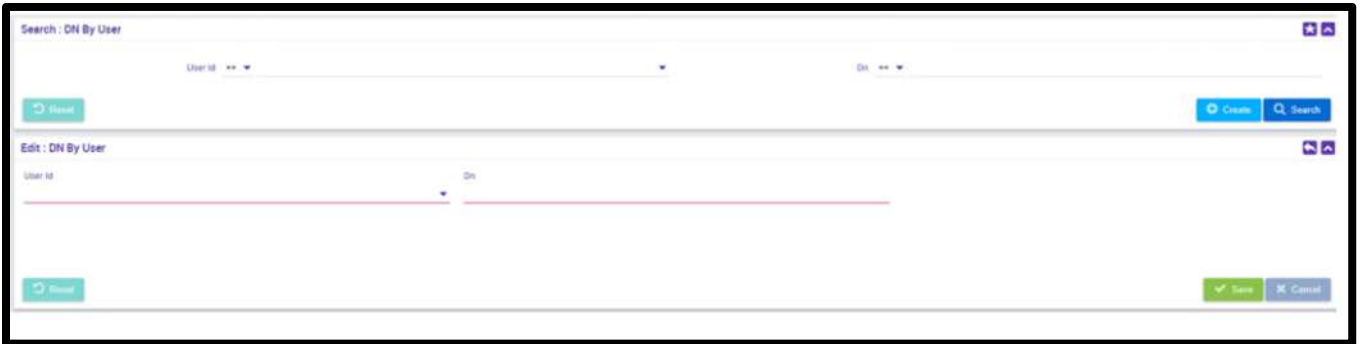 Search : DN By User
User Id == Dn ==
Reset Create Search
Edit : DN By User
User Id Dn
Reset Save Cancel